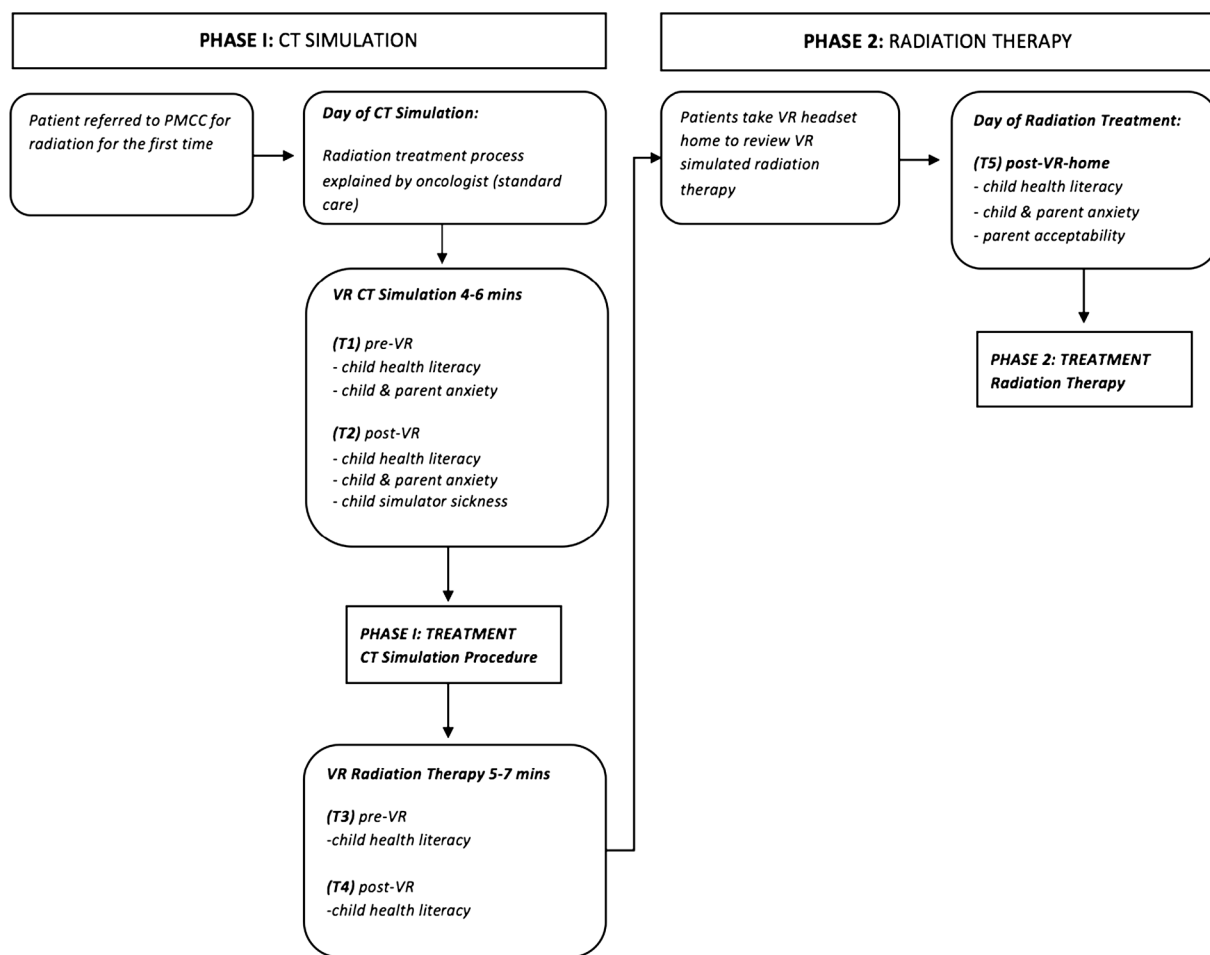 PHASE I: CT SIMULATION
PHASE 2: RADIATION THERAPY
Patient referred to PMCC for
radiation for the first time
Day of CT Simulation:
Radiation treatment process
explained by oncologist (standard
care)
VR CT Simulation 4-6 mins
(T1) pre-VR
- child health literacy
- child & parent anxiety
(T2) post-VR
- child health literacy
- child & parent anxiety
- child simulator sickness
PHASE I: TREATMENT
CT Simulation Procedure
VR Radiation Therapy 5-7 mins
(T3) pre-VR
-child health literacy
(T4) post-VR
-child health literacy
Patients take VR headset
home to review VR
simulated radiation
therapy
Day of Radiation Treatment:
(T5) post-VR-home
- child health literacy
- child & parent anxiety
- parent acceptability
PHASE 2: TREATMENT
Radiation Therapy